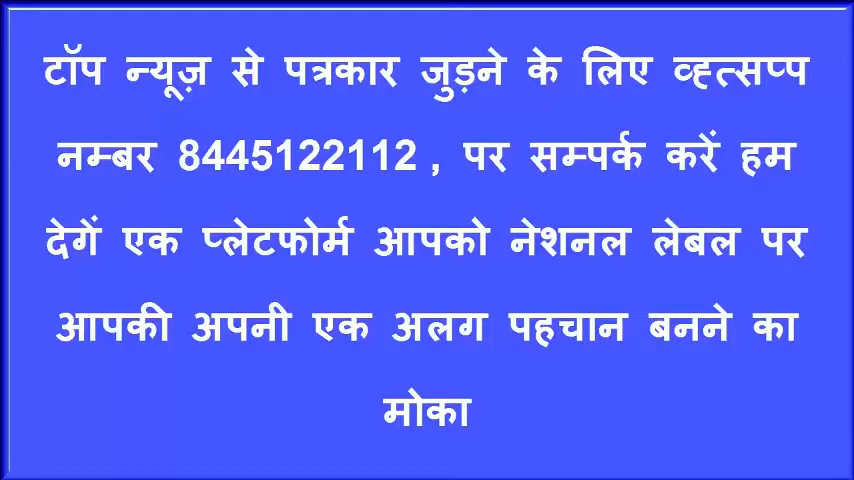 टॉप न्यूज़ से पत्रकार जुड़ने के लिए व्ह्त्सप्प
नम्बर 8445122112 , पर सम्पर्क करें हम
देगें एक प्लेटफोर्म आपको नेशनल लेबल पर
आपकी अपनी एक अलग पहचान बनने का
मोका